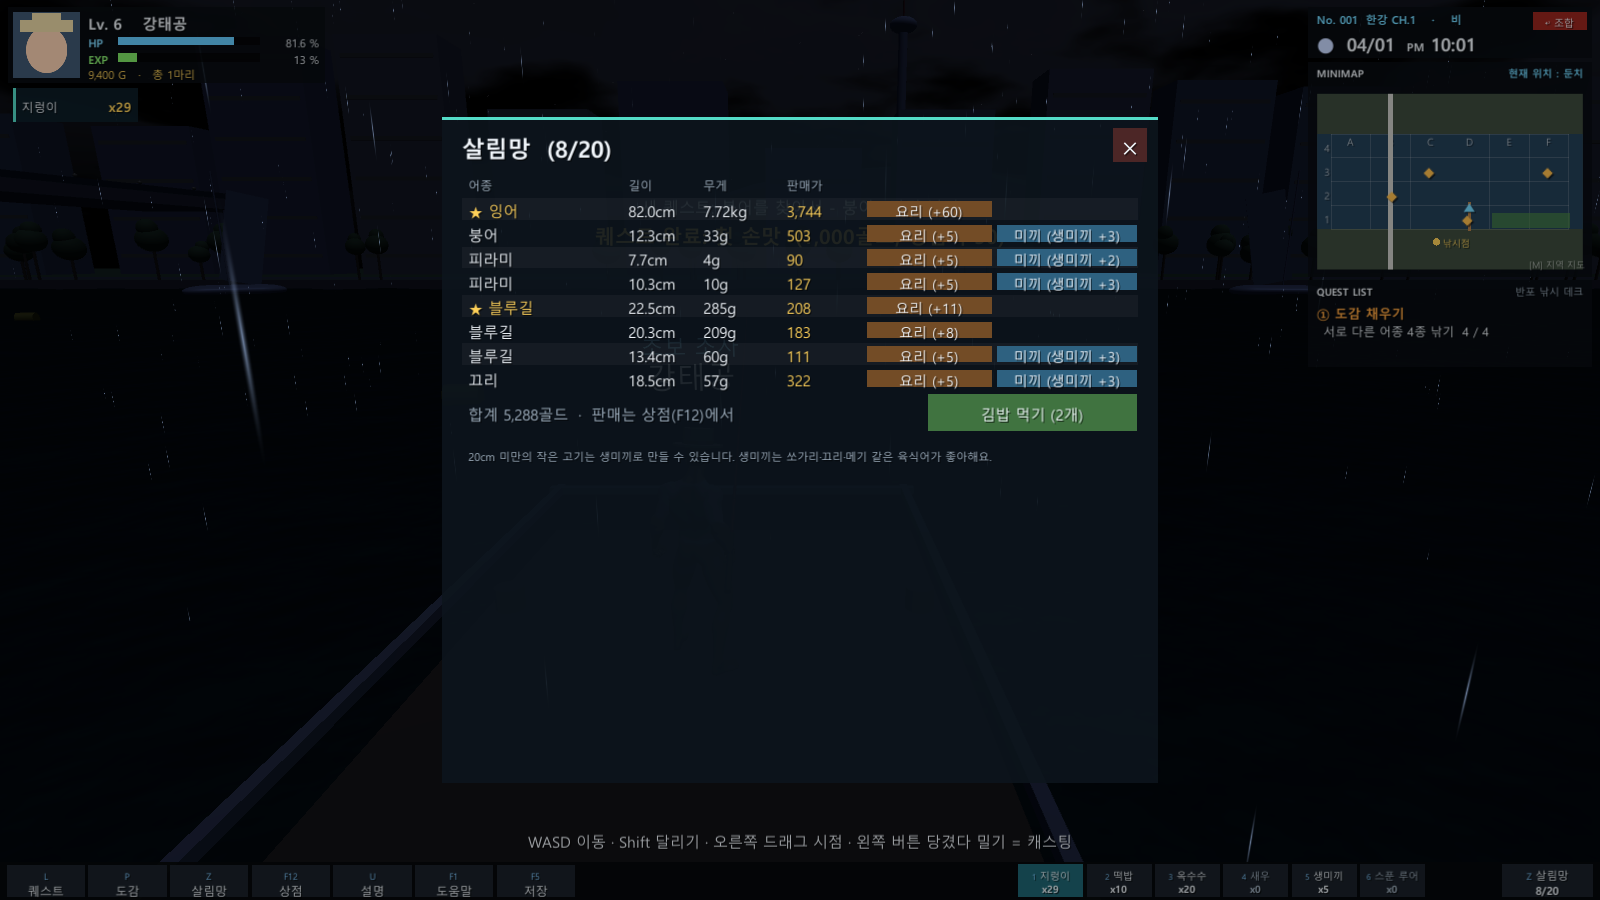 Lv. 6 강태공
HP 81.6 %
EXP 13 %
9,400 G · 총 1마리
지렁이 x29
No. 001 한강 CH.1 · 비
조합
04/01 PM 10:01
MINIMAP 현재 위치 : 둔치
A C D E F
4
3
2
1
낚시점
[M] 지역 지도
QUEST LIST 반포 낚시 데크
① 도감 채우기
서로 다른 어종 4종 낚기 4 / 4
살림망 (8/20)
×
어종 길이 무게 판매가
★ 잉어 82.0cm 7.72kg 3,744 요리 (+60)
붕어 12.3cm 33g 503 요리 (+5) 미끼 (생미끼 +3)
피라미 7.7cm 4g 90 요리 (+5) 미끼 (생미끼 +2)
피라미 10.3cm 10g 127 요리 (+5) 미끼 (생미끼 +3)
★ 블루길 22.5cm 285g 208 요리 (+11)
블루길 20.3cm 209g 183 요리 (+8)
블루길 13.4cm 60g 111 요리 (+5) 미끼 (생미끼 +3)
끄리 18.5cm 57g 322 요리 (+5) 미끼 (생미끼 +3)
합계 5,288골드 · 판매는 상점(F12)에서
김밥 먹기 (2개)
20cm 미만의 작은 고기는 생미끼로 만들 수 있습니다. 생미끼는 쏘가리·끄리·메기 같은 육식어가 좋아해요.
WASD 이동 · Shift 달리기 · 오른쪽 드래그 시점 · 왼쪽 버튼 당겼다 밀기 = 캐스팅
L 퀘스트
P 도감
Z 살림망
F12 상점
U 설명
F1 도움말
F5 저장
1 지렁이 x29
2 떡밥 x10
3 옥수수 x20
4 새우 x0
5 생미끼 x5
6 스푼 루어 x0
Z 살림망 8/20